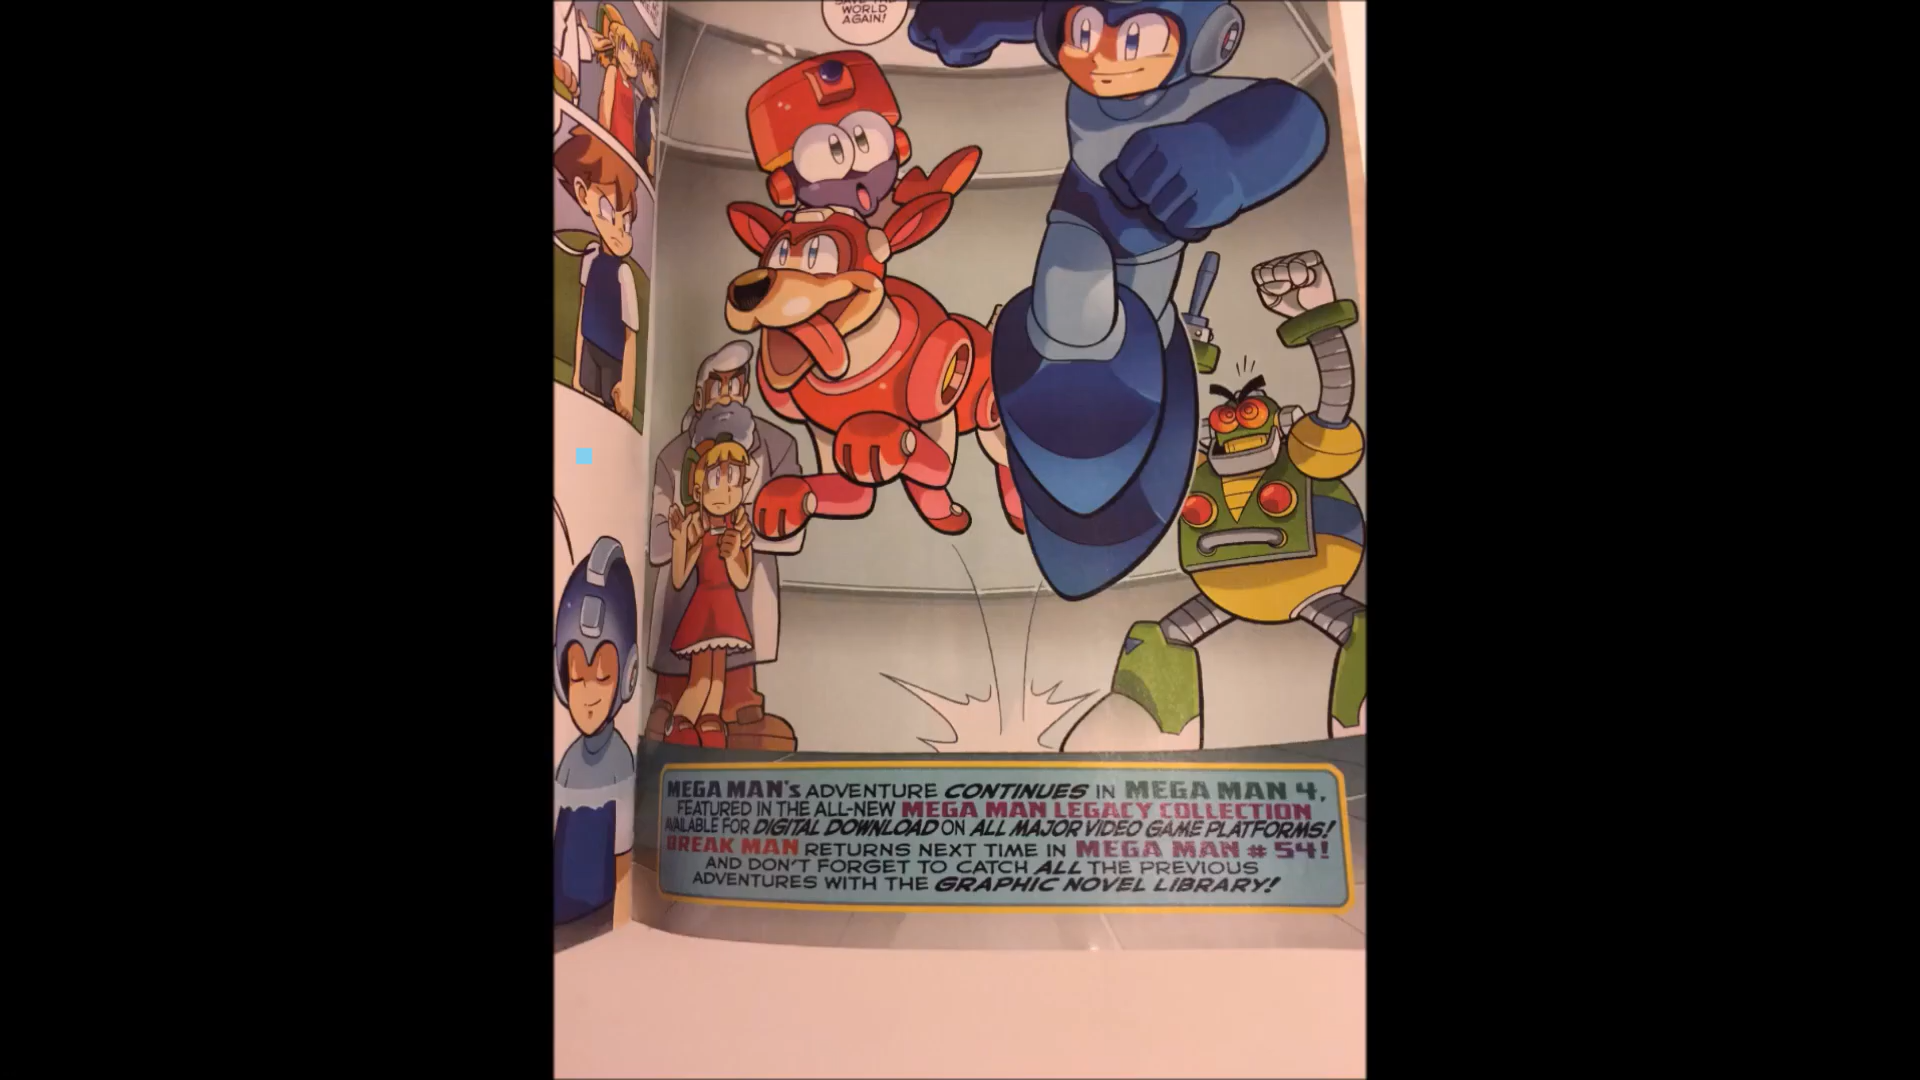 WORLD
AGAIN!
MEGA MAN's ADVENTURE CONTINUES IN MEGA MAN 4,
FEATURED IN THE ALL-NEW MEGA MAN LEGACY COLLECTION
AVAILABLE FOR DIGITAL DOWNLOAD ON ALL MAJOR VIDEO GAME PLATFORMS!
BREAK MAN RETURNS NEXT TIME IN MEGA MAN # 54!
AND DON'T FORGET TO CATCH ALL THE PREVIOUS
ADVENTURES WITH THE GRAPHIC NOVEL LIBRARY!